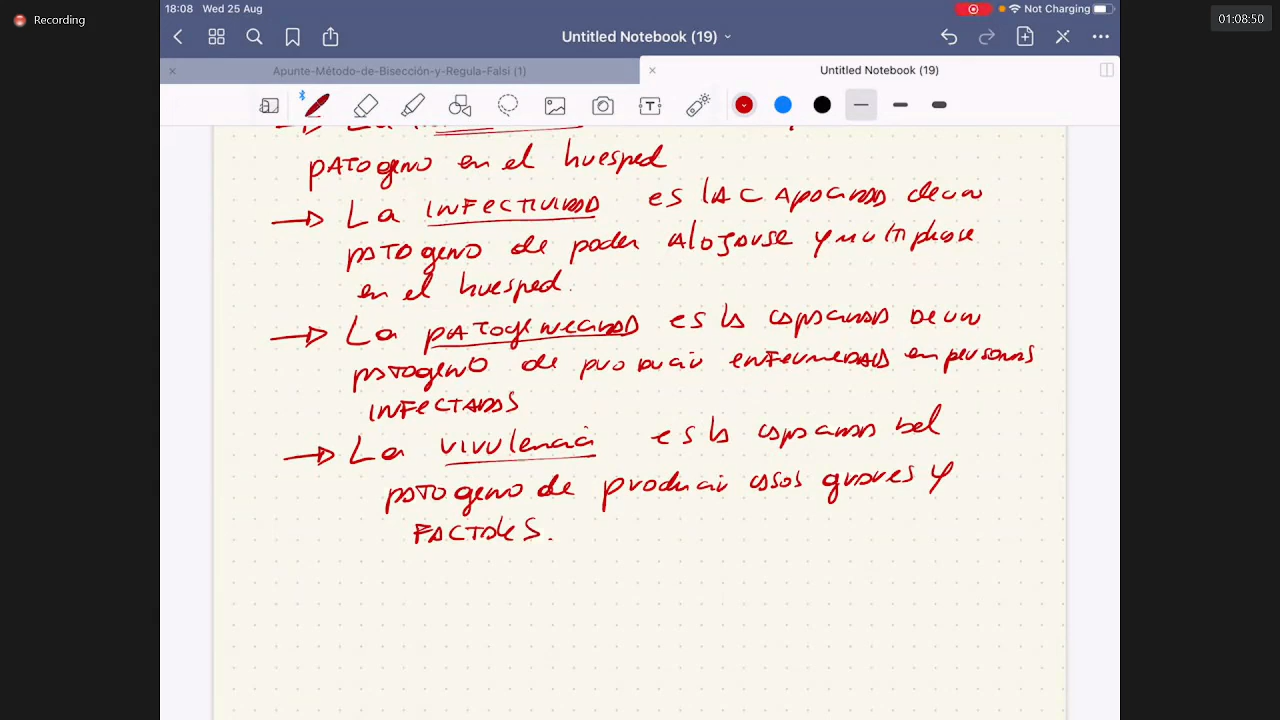 Recording
18:08 Wed 25 Aug
Not Charging
01:08:50
Untitled Notebook (19)
Apunte-Método-de-Bisección-y-Regula-Falsi (1)
Untitled Notebook (19)
→ La
patogeno en el huesped
→ La infectividad es la capacidad de un
patogeno de poder alojarse y multiplicarse
en el huesped.
→ La patogenecidad es la capacidad de un
patogeno de producir enfermedad en personas
infectadas
→ La virulencia es la capacidad del
patogeno de producir casos graves y
factales.